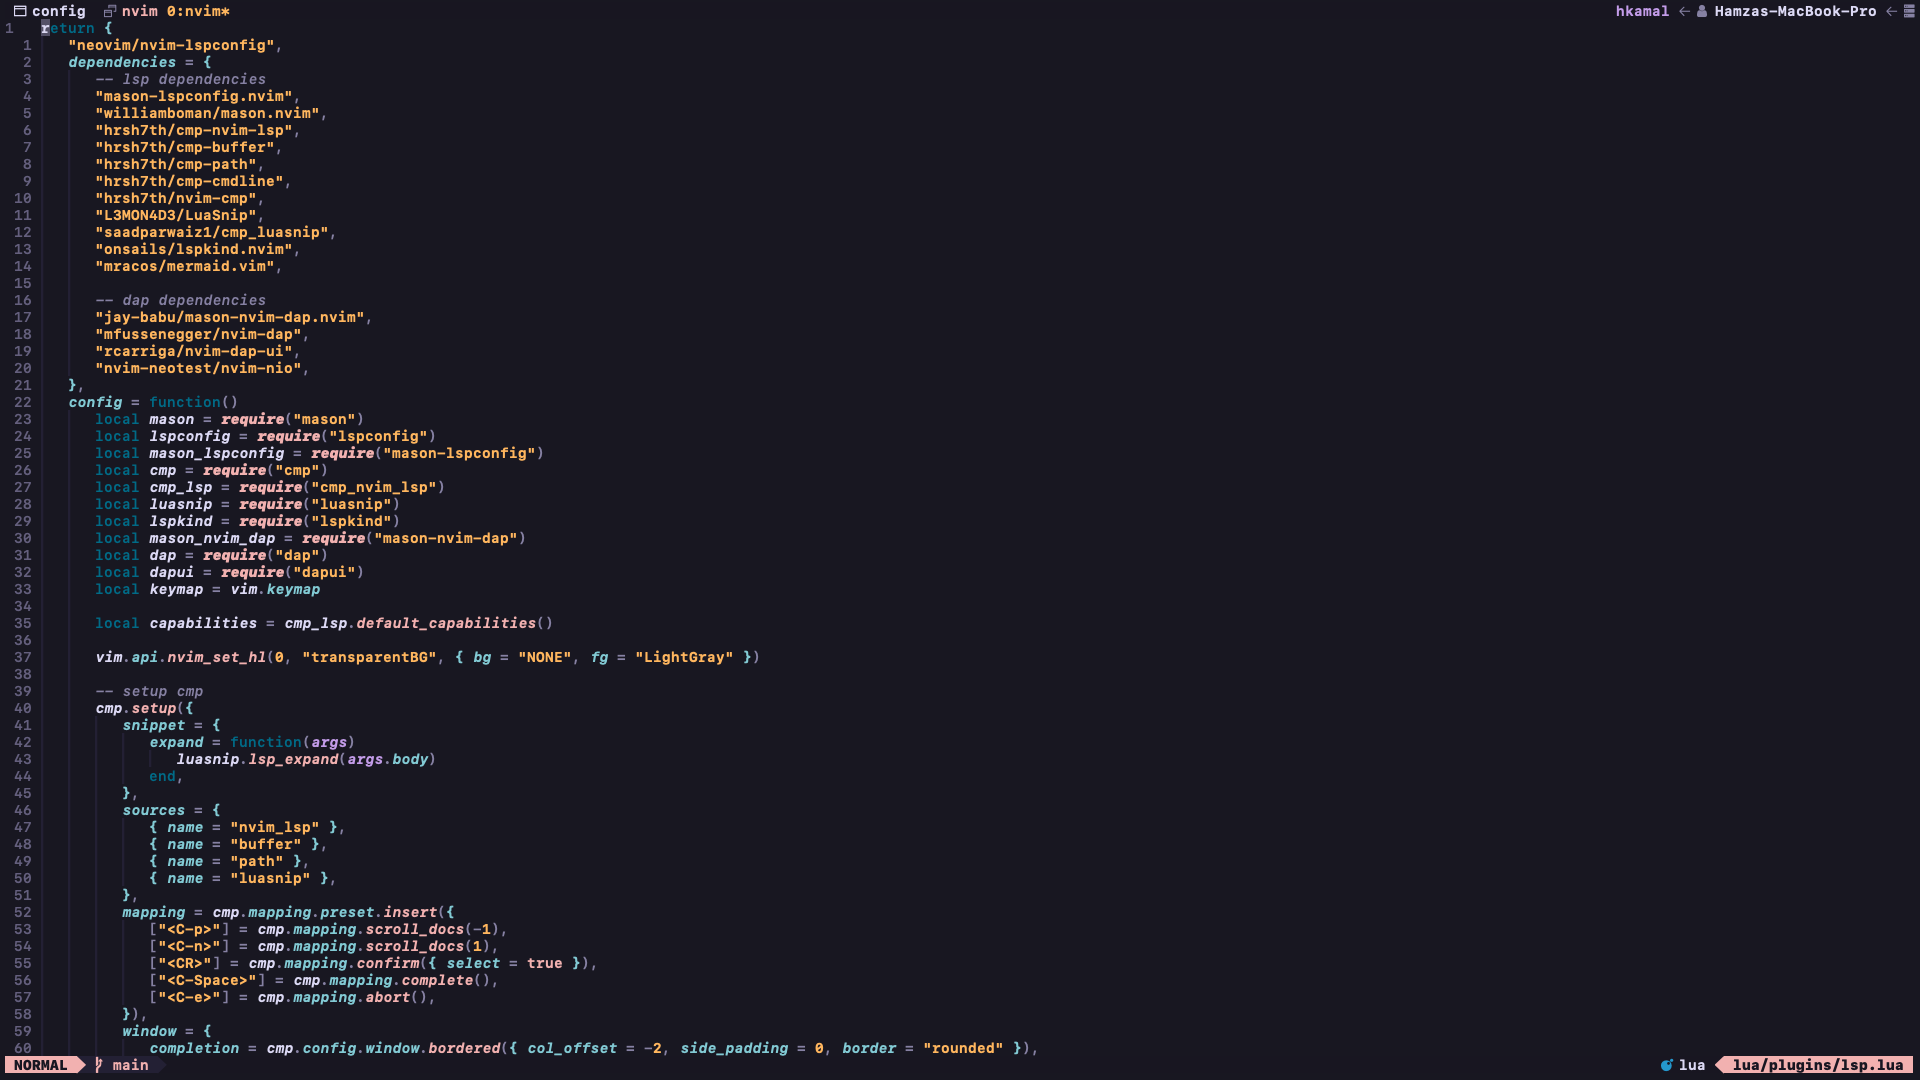 config nvim 0:nvim* hkamal ← Hamzas-MacBook-Pro ←
1 return {
1 "neovim/nvim-lspconfig",
2 dependencies = {
3 -- lsp dependencies
4 "mason-lspconfig.nvim",
5 "williamboman/mason.nvim",
6 "hrsh7th/cmp-nvim-lsp",
7 "hrsh7th/cmp-buffer",
8 "hrsh7th/cmp-path",
9 "hrsh7th/cmp-cmdline",
10 "hrsh7th/nvim-cmp",
11 "L3MON4D3/LuaSnip",
12 "saadparwaiz1/cmp_luasnip",
13 "onsails/lspkind.nvim",
14 "mracos/mermaid.vim",
15
16 -- dap dependencies
17 "jay-babu/mason-nvim-dap.nvim",
18 "mfussenegger/nvim-dap",
19 "rcarriga/nvim-dap-ui",
20 "nvim-neotest/nvim-nio",
21 },
22 config = function()
23 local mason = require("mason")
24 local lspconfig = require("lspconfig")
25 local mason_lspconfig = require("mason-lspconfig")
26 local cmp = require("cmp")
27 local cmp_lsp = require("cmp_nvim_lsp")
28 local luasnip = require("luasnip")
29 local lspkind = require("lspkind")
30 local mason_nvim_dap = require("mason-nvim-dap")
31 local dap = require("dap")
32 local dapui = require("dapui")
33 local keymap = vim.keymap
34
35 local capabilities = cmp_lsp.default_capabilities()
36
37 vim.api.nvim_set_hl(0, "transparentBG", { bg = "NONE", fg = "LightGray" })
38
39 -- setup cmp
40 cmp.setup({
41 snippet = {
42 expand = function(args)
43 luasnip.lsp_expand(args.body)
44 end,
45 },
46 sources = {
47 { name = "nvim_lsp" },
48 { name = "buffer" },
49 { name = "path" },
50 { name = "luasnip" },
51 },
52 mapping = cmp.mapping.preset.insert({
53 ["<C-p>"] = cmp.mapping.scroll_docs(-1),
54 ["<C-n>"] = cmp.mapping.scroll_docs(1),
55 ["<CR>"] = cmp.mapping.confirm({ select = true }),
56 ["<C-Space>"] = cmp.mapping.complete(),
57 ["<C-e>"] = cmp.mapping.abort(),
58 }),
59 window = {
60 completion = cmp.config.window.bordered({ col_offset = -2, side_padding = 0, border = "rounded" }),
NORMAL main lua lua/plugins/lsp.lua